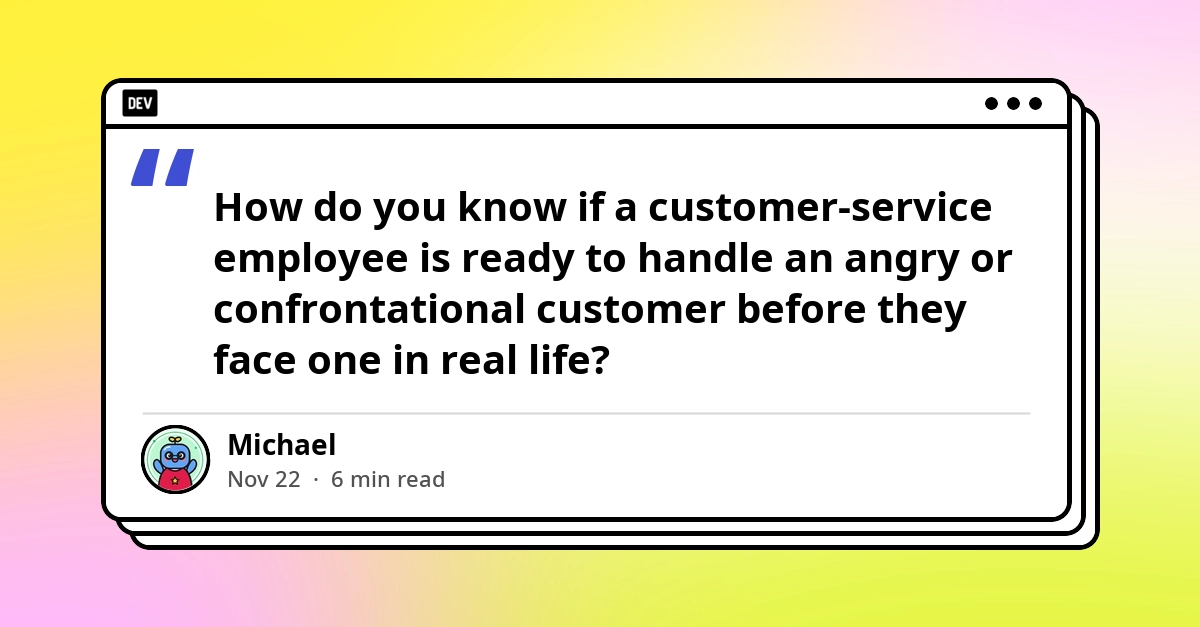 DEV
“
How do you know if a customer-service
employee is ready to handle an angry or
confrontational customer before they
face one in real life?
Michael
Nov 22 · 6 min read